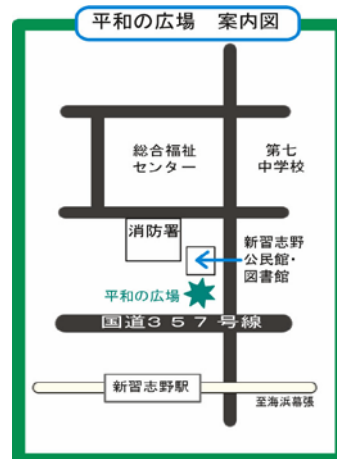 平和の広場　案内図
総合福祉
センター
第七
中学校
消防署
新習志野
公民館・
図書館
平和の広場
国道３５７号線
新習志野駅
至海浜幕張